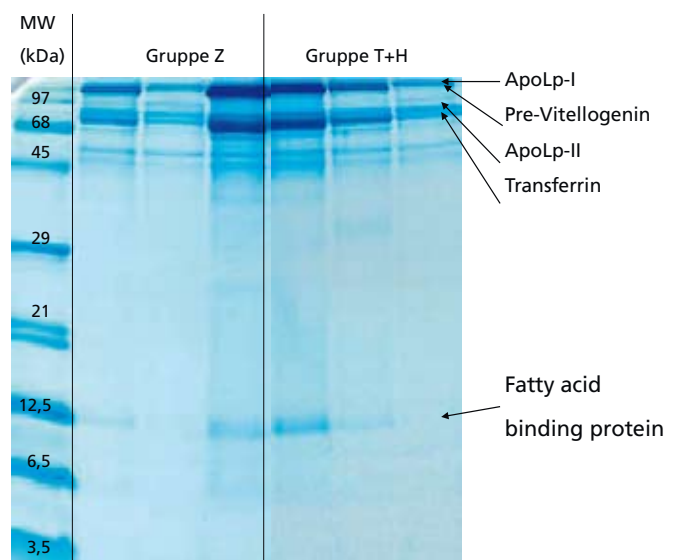 MW
(kDa)
Gruppe Z
Gruppe T+H
97
68
45
29
21
12,5
6,5
3,5
ApoLp-I
Pre-Vitellogenin
ApoLp-II
Transferrin
Fatty acid
binding protein